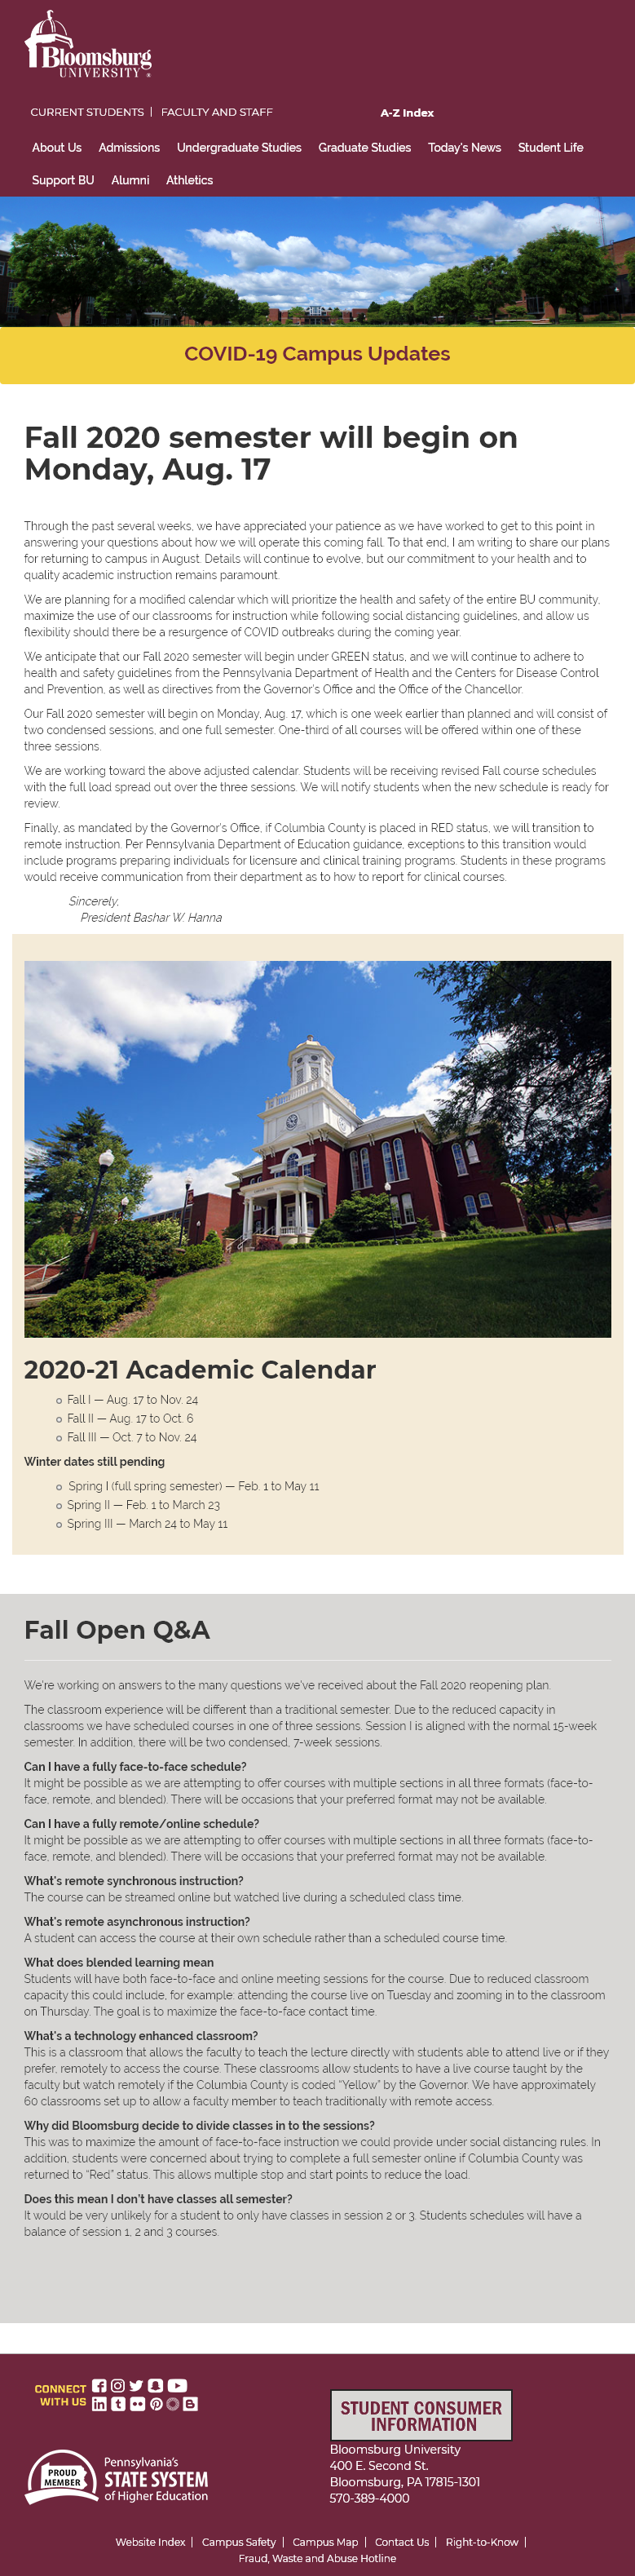 Bloomsburg
UNIVERSITY
CURRENT STUDENTS | FACULTY AND STAFF
A-Z Index
About Us Admissions Undergraduate Studies Graduate Studies Today's News Student Life
Support BU Alumni Athletics
COVID-19 Campus Updates
Fall 2020 semester will begin on
Monday, Aug. 17
Through the past several weeks, we have appreciated your patience as we have worked to get to this point in
answering your questions about how we will operate this coming fall. To that end, I am writing to share our plans
for returning to campus in August. Details will continue to evolve, but our commitment to your health and to
quality academic instruction remains paramount.
We are planning for a modified calendar which will prioritize the health and safety of the entire BU community,
maximize the use of our classrooms for instruction while following social distancing guidelines, and allow us
flexibility should there be a resurgence of COVID outbreaks during the coming year.
We anticipate that our Fall 2020 semester will begin under GREEN status, and we will continue to adhere to
health and safety guidelines from the Pennsylvania Department of Health and the Centers for Disease Control
and Prevention, as well as directives from the Governor's Office and the Office of the Chancellor.
Our Fall 2020 semester will begin on Monday, Aug. 17, which is one week earlier than planned and will consist of
two condensed sessions, and one full semester. One-third of all courses will be offered within one of these
three sessions.
We are working toward the above adjusted calendar. Students will be receiving revised Fall course schedules
with the full load spread out over the three sessions. We will notify students when the new schedule is ready for
review.
Finally, as mandated by the Governor's Office, if Columbia County is placed in RED status, we will transition to
remote instruction. Per Pennsylvania Department of Education guidance, exceptions to this transition would
include programs preparing individuals for licensure and clinical training programs. Students in these programs
would receive communication from their department as to how to report for clinical courses.
Sincerely,
President Bashar W. Hanna
2020-21 Academic Calendar
Fall I — Aug. 17 to Nov. 24
Fall II — Aug. 17 to Oct. 6
Fall III — Oct. 7 to Nov. 24
Winter dates still pending
Spring I (full spring semester) — Feb. 1 to May 11
Spring II — Feb. 1 to March 23
Spring III — March 24 to May 11
Fall Open Q&A
We're working on answers to the many questions we've received about the Fall 2020 reopening plan.
The classroom experience will be different than a traditional semester. Due to the reduced capacity in
classrooms we have scheduled courses in one of three sessions. Session I is aligned with the normal 15-week
semester. In addition, there will be two condensed, 7-week sessions.
Can I have a fully face-to-face schedule?
It might be possible as we are attempting to offer courses with multiple sections in all three formats (face-to-
face, remote, and blended). There will be occasions that your preferred format may not be available.
Can I have a fully remote/online schedule?
It might be possible as we are attempting to offer courses with multiple sections in all three formats (face-to-
face, remote, and blended). There will be occasions that your preferred format may not be available.
What's remote synchronous instruction?
The course can be streamed online but watched live during a scheduled class time.
What's remote asynchronous instruction?
A student can access the course at their own schedule rather than a scheduled course time.
What does blended learning mean
Students will have both face-to-face and online meeting sessions for the course. Due to reduced classroom
capacity this could include, for example: attending the course live on Tuesday and zooming in to the classroom
on Thursday. The goal is to maximize the face-to-face contact time.
What's a technology enhanced classroom?
This is a classroom that allows the faculty to teach the lecture directly with students able to attend live or if they
prefer, remotely to access the course. These classrooms allow students to have a live course taught by the
faculty but watch remotely if the Columbia County is coded "Yellow" by the Governor. We have approximately
60 classrooms set up to allow a faculty member to teach traditionally with remote access.
Why did Bloomsburg decide to divide classes in to the sessions?
This was to maximize the amount of face-to-face instruction we could provide under social distancing rules. In
addition, students were concerned about trying to complete a full semester online if Columbia County was
returned to "Red" status. This allows multiple stop and start points to reduce the load.
Does this mean I don't have classes all semester?
It would be very unlikely for a student to only have classes in session 2 or 3. Students schedules will have a
balance of session 1, 2 and 3 courses.
CONNECT
WITH US
STUDENT CONSUMER
INFORMATION
Bloomsburg University
400 E. Second St.
Bloomsburg, PA 17815-1301
570-389-4000
PROUD
MEMBER
Pennsylvania's
STATE SYSTEM
of Higher Education
Website Index | Campus Safety | Campus Map | Contact Us | Right-to-Know |
Fraud, Waste and Abuse Hotline